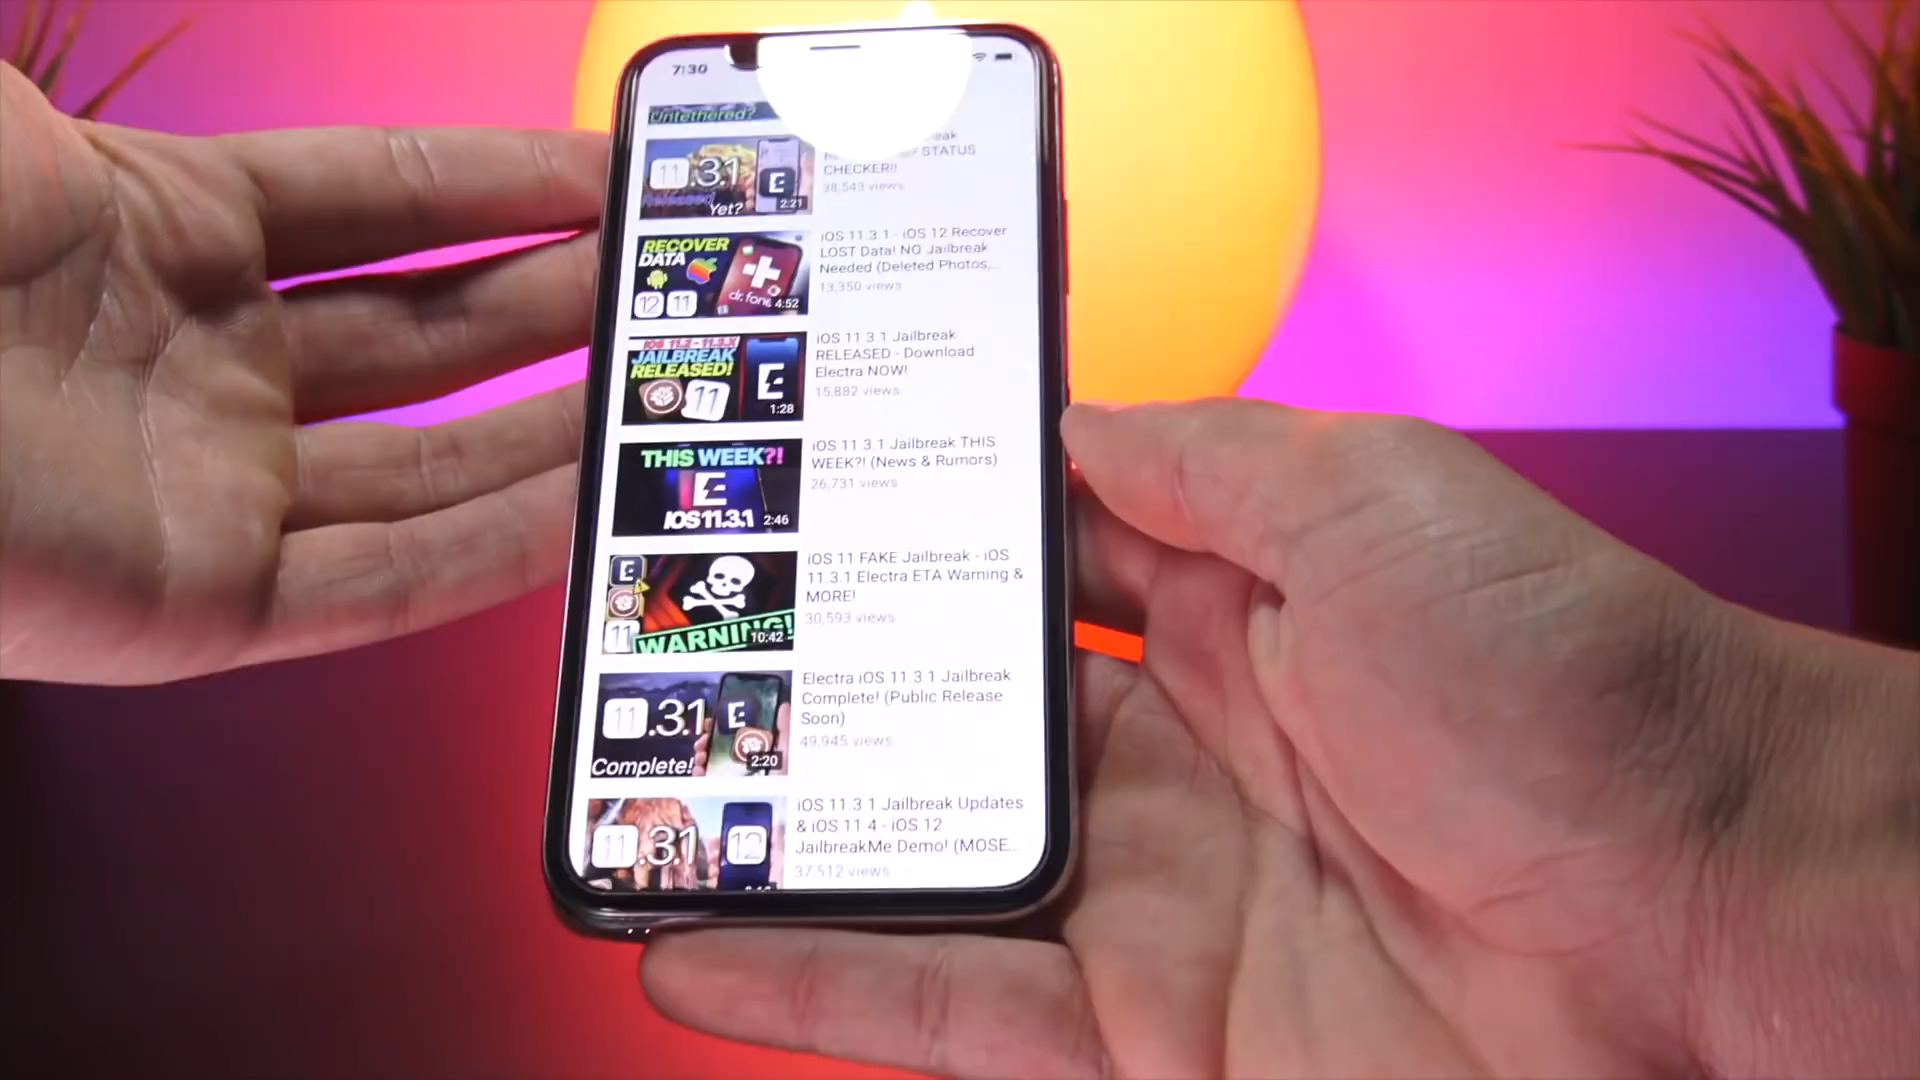 7:30
Untethered?
11.3.1
Released
Yet?
2:21
STATUS
CHECKER!!
38,543 views
RECOVER
DATA
12 11
dr.fone
4:52
iOS 11.3.1 - iOS 12 Recover
LOST Data! NO Jailbreak
Needed (Deleted Photos,...
13,350 views
iOS 11.2 - 11.3.X
JAILBREAK
RELEASED!
11
1:28
iOS 11.3.1 Jailbreak
RELEASED - Download
Electra NOW!
15,882 views
THIS WEEK?!
iOS 11.3.1
2:46
iOS 11.3.1 Jailbreak THIS
WEEK?! (News & Rumors)
26,731 views
11
WARNING!
10:42
iOS 11 FAKE Jailbreak - iOS
11.3.1 Electra ETA Warning &
MORE!
30,593 views
11.3.1
Complete!
2:20
Electra iOS 11.3.1 Jailbreak
Complete! (Public Release
Soon)
49,945 views
11.3.1
12
iOS 11.3.1 Jailbreak Updates
& iOS 11.4 - iOS 12
JailbreakMe Demo! (MOSE...
37,512 views